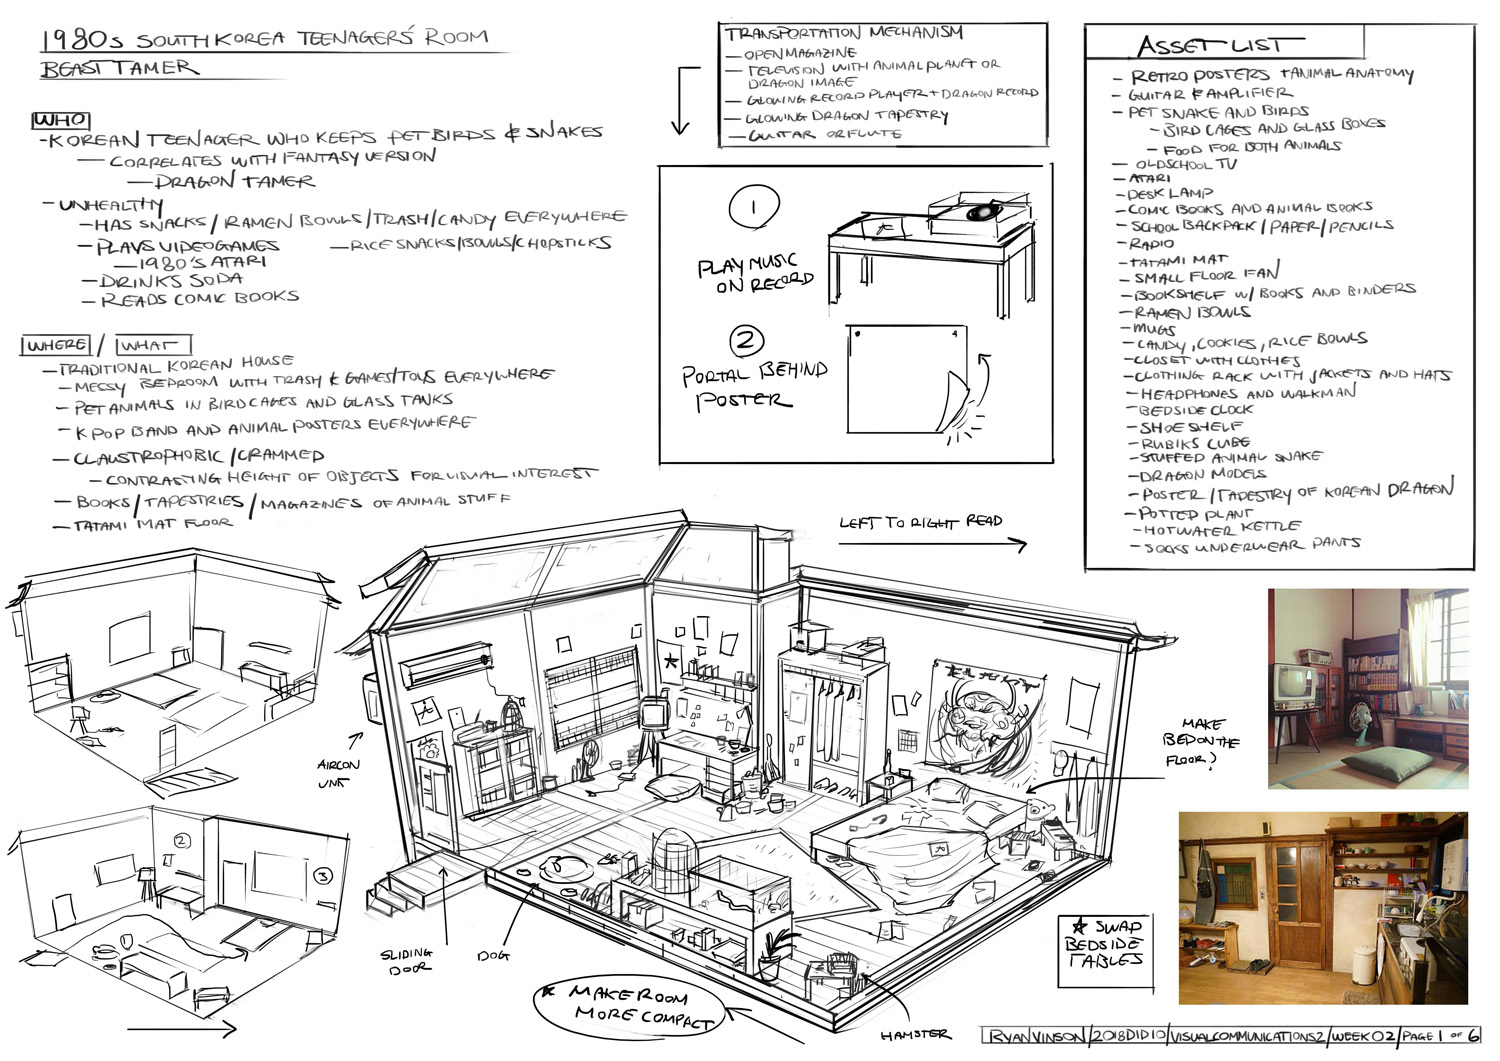 1980s SOUTH KOREA TEENAGERS' ROOM
BEAST TAMER
WHO
-KOREAN TEENAGER WHO KEEPS PET BIRDS & SNAKES
- CORRELATES WITH FANTASY VERSION
- DRAGON TAMER
- UNHEALTHY
- HAS SNACKS/RAMEN BOWLS/TRASH/CANDY EVERYWHERE
- PLAYS VIDEOGAMES - RICE SNACKS/BOWLS/CHOPSTICKS
- 1980'S ATARI
- DRINKS SODA
- READS COMIC BOOKS
WHERE / WHAT
- TRADITIONAL KOREAN HOUSE
- MESSY BEDROOM WITH TRASH & GAMES/TOYS EVERYWHERE
- PET ANIMALS IN BIRDCAGES AND GLASS TANKS
- K POP BAND AND ANIMAL POSTERS EVERYWHERE
- CLAUSTROPHOBIC/CRAMMED
- CONTRASTING HEIGHT OF OBJECTS FOR VISUAL INTEREST
- BOOKS/TAPESTRIES/MAGAZINES OF ANIMAL STUFF
- TATAMI MAT FLOOR
TRANSPORTATION MECHANISM
- OPEN MAGAZINE
- TELEVISION WITH ANIMAL PLANET OR
DRAGON IMAGE
- GLOWING RECORD PLAYER + DRAGON RECORD
- GLOWING DRAGON TAPESTRY
- GUITAR OR FLUTE
1
PLAY MUSIC
ON RECORD
2
PORTAL BEHIND
POSTER
ASSET LIST
- RETRO POSTERS + ANIMAL ANATOMY
- GUITAR & AMPLIFIER
- PET SNAKE AND BIRDS
- BIRD CAGES AND GLASS BOXES
- FOOD FOR BOTH ANIMALS
- OLDSCHOOL TV
- ATARI
- DESK LAMP
- COMIC BOOKS AND ANIMAL BOOKS
- SCHOOL BACKPACK/PAPER/PENCILS
- RADIO
- TATAMI MAT
- SMALL FLOOR FAN
- BOOKSHELF W/ BOOKS AND BINDERS
- RAMEN BOWLS
- MUGS
- CANDY, COOKIES, RICE BOWLS
- CLOSET WITH CLOTHES
- CLOTHING RACK WITH JACKETS AND HATS
- HEADPHONES AND WALKMAN
- BEDSIDE CLOCK
- SHOE SHELF
- RUBIKS CUBE
- STUFFED ANIMAL SNAKE
- DRAGON MODELS
- POSTER/TAPESTRY OF KOREAN DRAGON
- POTTED PLANT
- HOTWATER KETTLE
- SOCKS UNDERWEAR PANTS
LEFT TO RIGHT READ
AIRCON
UNIT
MAKE
BED ON THE
FLOOR?
2
3
1
SLIDING
DOOR
DOG
MAKE ROOM
MORE COMPACT
HAMSTER
SWAP
BEDSIDE
TABLES
RYAN VINSON/2018DID10/VISUAL COMMUNICATIONS 2/WEEK 02/PAGE 1 OF 6